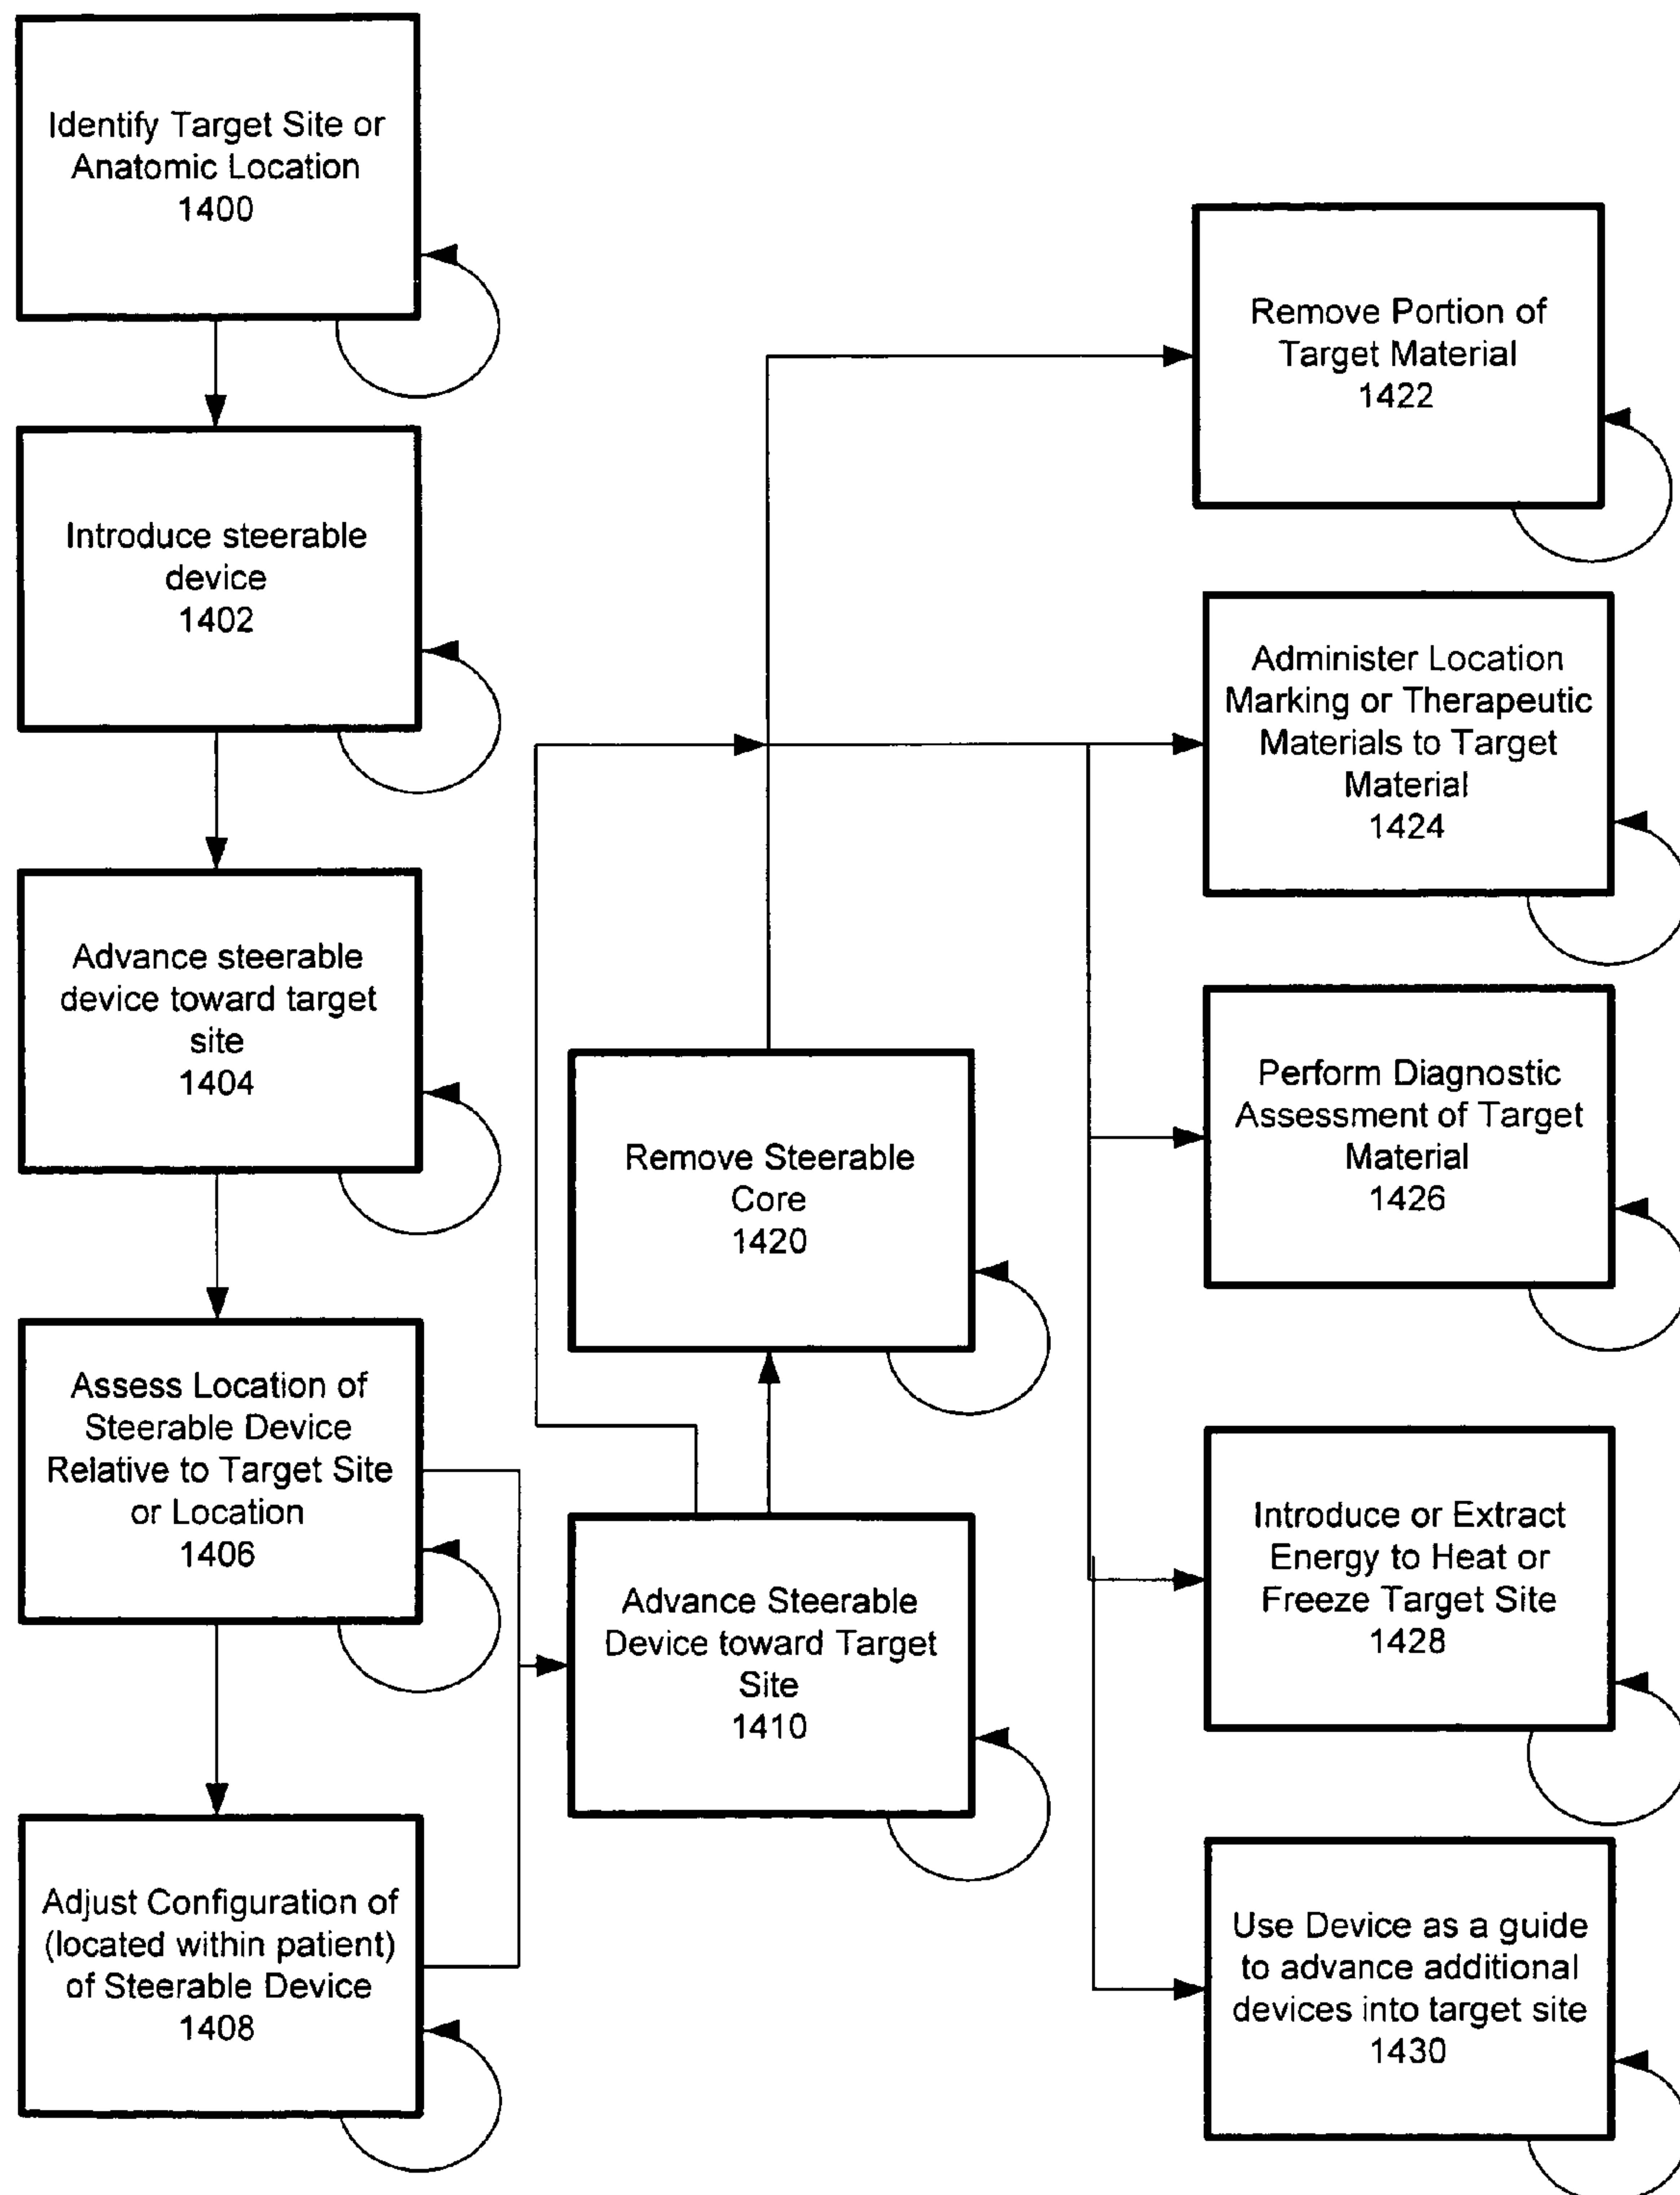 Identify Target Site or
Anatomic Location
1400
Introduce steerable
device
1402
Advance steerable
device toward target
site
1404
Assess Location of
Steerable Device
Relative to Target Site
or Location
1406
Adjust Configuration of
(located within patient)
of Steerable Device
1408
Advance Steerable
Device toward Target
Site
1410
Remove Steerable
Core
1420
Remove Portion of
Target Material
1422
Administer Location
Marking or Therapeutic
Materials to Target
Material
1424
Perform Diagnostic
Assessment of Target
Material
1426
Introduce or Extract
Energy to Heat or
Freeze Target Site
1428
Use Device as a guide
to advance additional
devices into target site
1430